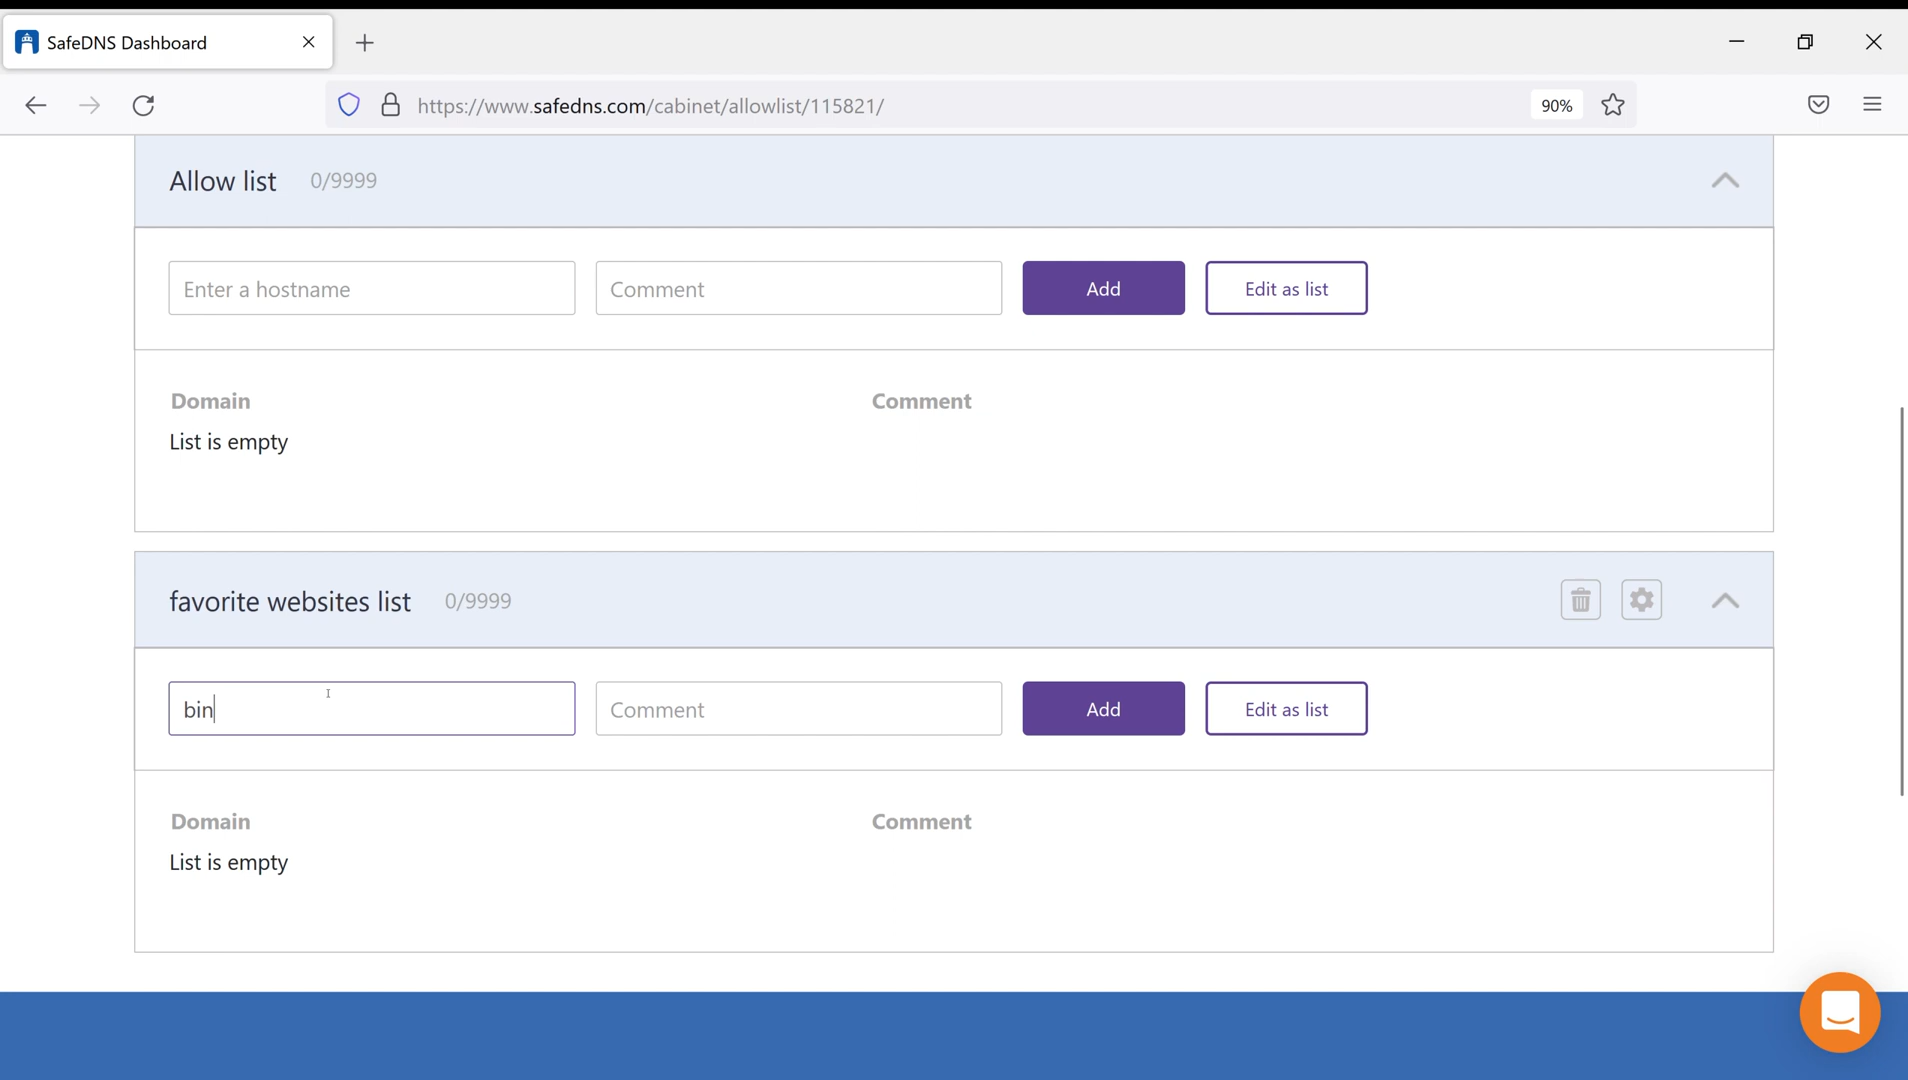 SafeDNS Dashboard
https://www.safedns.com/cabinet/allowlist/115821/
90%
Allow list 0/9999
Enter a hostname Comment Add Edit as list
Domain Comment
List is empty
favorite websites list 0/9999
bin Comment Add Edit as list
Domain Comment
List is empty